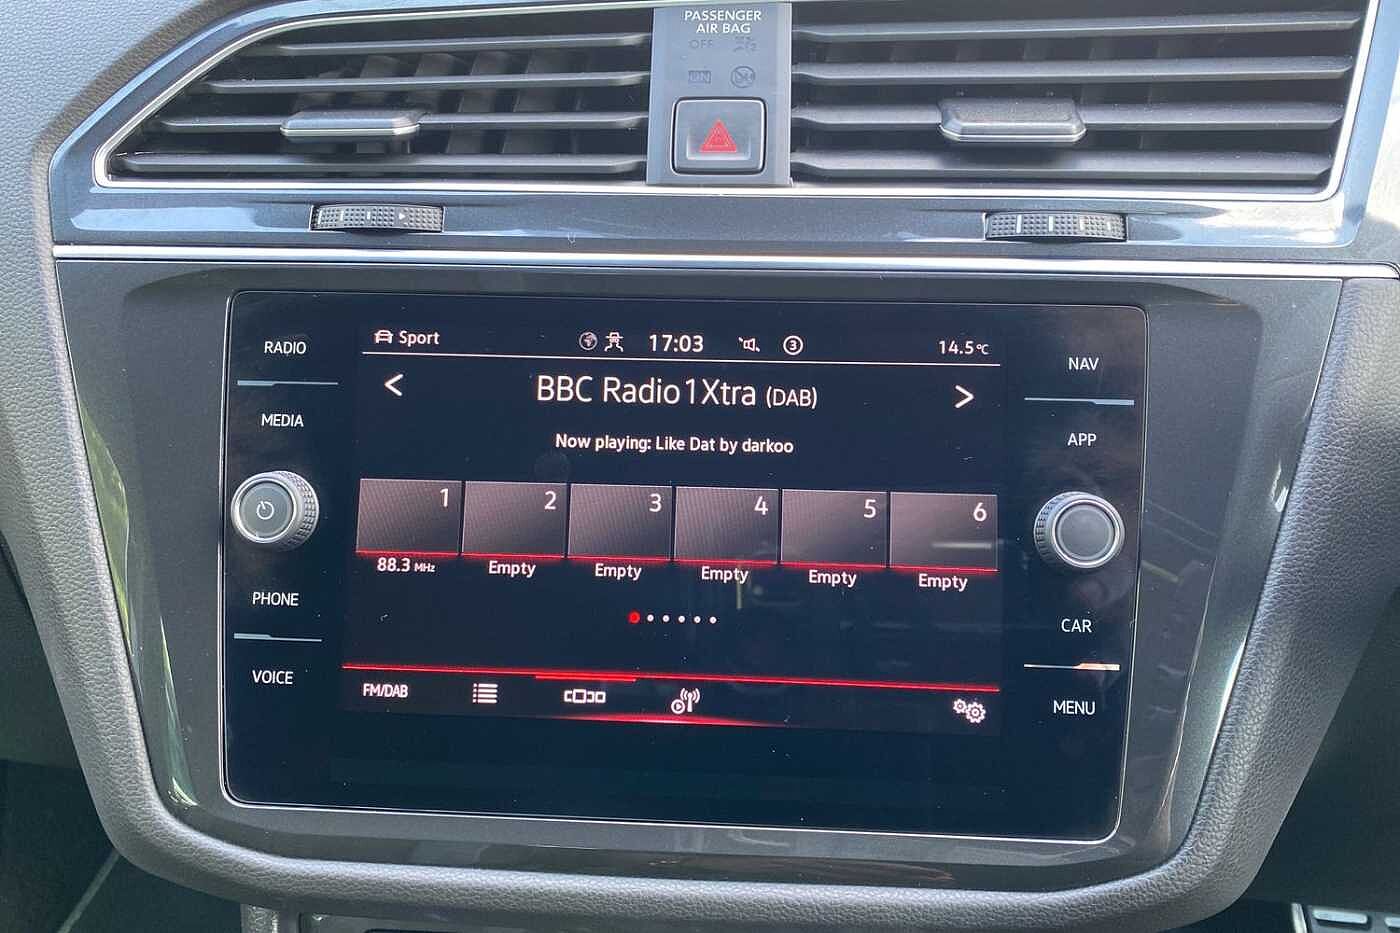 PASSENGER
AIR BAG
OFF
ON
RADIO
MEDIA
PHONE
VOICE
Sport
17:03
3
14.5°C
< BBC Radio1Xtra (DAB) >
Now playing: Like Dat by darkoo
1
2
3
4
5
6
88.3 MHz
Empty
Empty
Empty
Empty
Empty
FM/DAB
NAV
APP
CAR
MENU